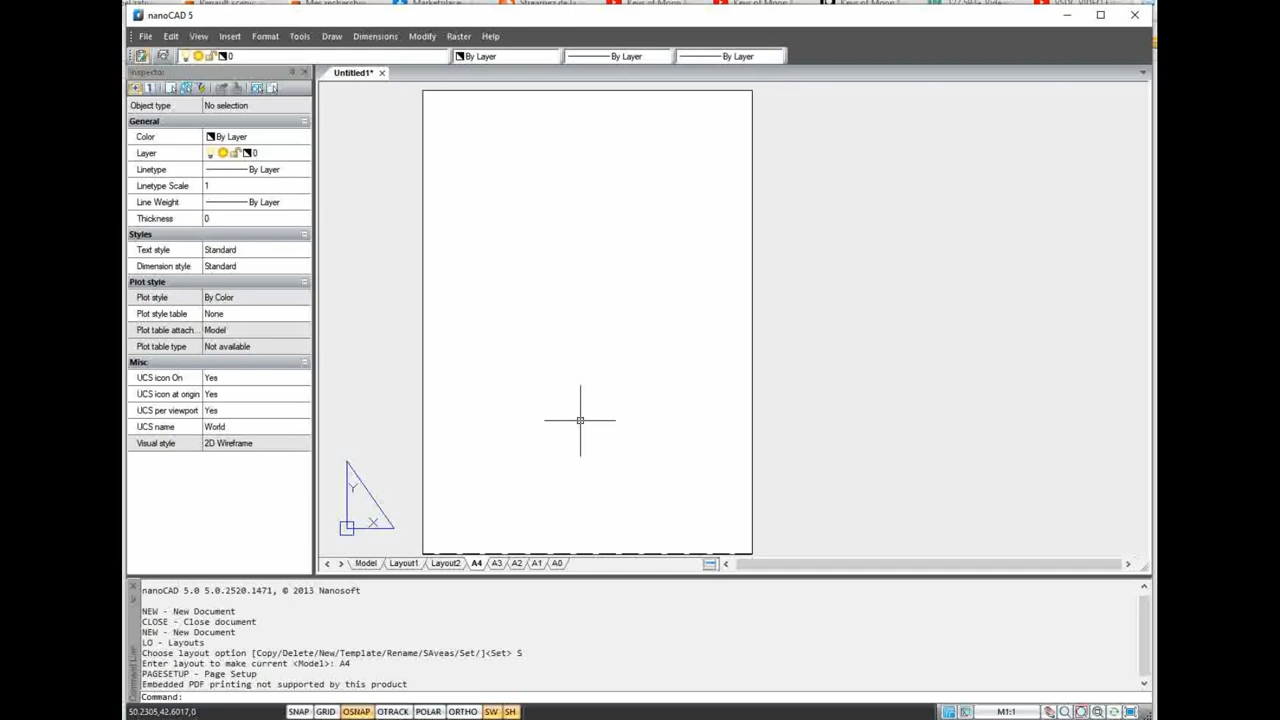 nanoCAD 5
File Edit View Insert Format Tools Draw Dimensions Modify Raster Help
0 By Layer By Layer By Layer
Inspector
Untitled1*
Object type No selection
General
Color By Layer
Layer 0
Linetype By Layer
Linetype Scale 1
Line Weight By Layer
Thickness 0
Styles
Text style Standard
Dimension style Standard
Plot style
Plot style By Color
Plot style table None
Plot table attach... Model
Plot table type Not available
Misc
UCS icon On Yes
UCS icon at origin Yes
UCS per viewport Yes
UCS name World
Visual style 2D Wireframe
Y
X
Model Layout1 Layout2 A4 A3 A2 A1 A0
nanoCAD 5.0 5.0.2520.1471, © 2013 Nanosoft
NEW - New Document
CLOSE - Close document
NEW - New Document
LO - Layouts
Choose layout option [Copy/Delete/New/Template/Rename/SAveas/Set/]<Set> S
Enter layout to make current <Model>: A4
PAGESETUP - Page Setup
Embedded PDF printing not supported by this product
Command:
50.2305,42.6017,0 SNAP GRID OSNAP OTRACK POLAR ORTHO SW SH M1:1